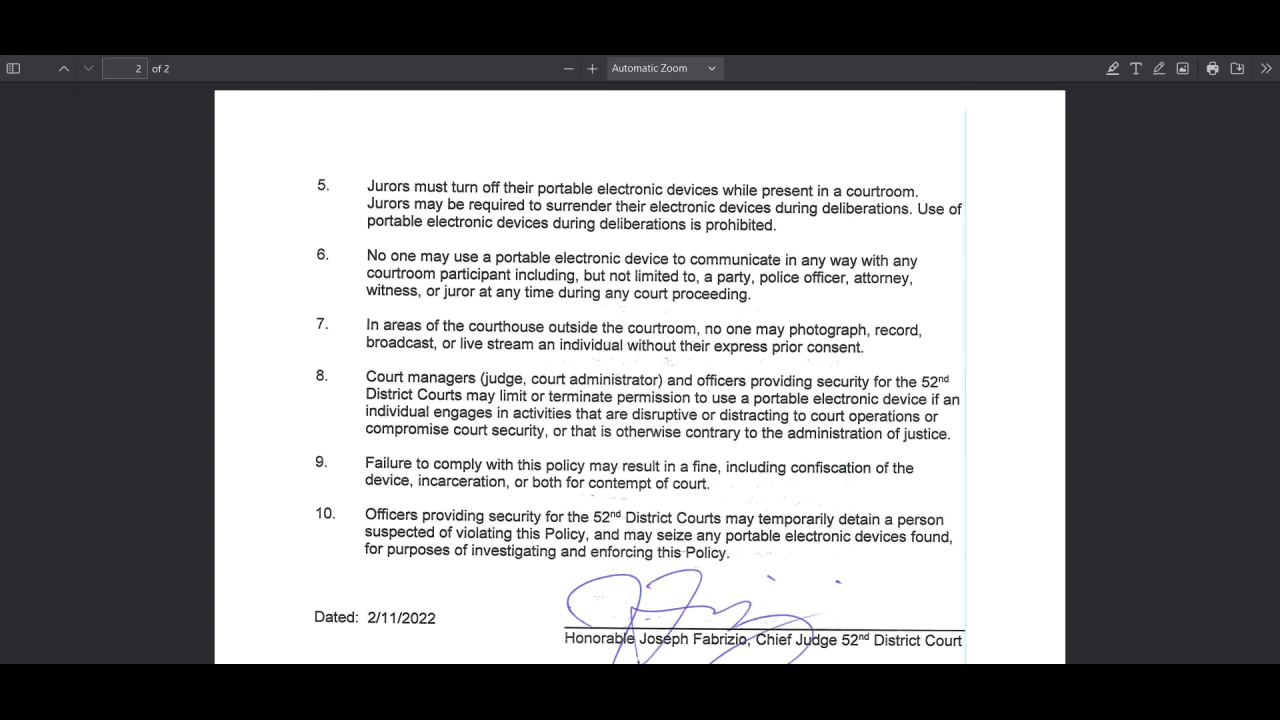 2 of 2
Automatic Zoom
5. Jurors must turn off their portable electronic devices while present in a courtroom.
Jurors may be required to surrender their electronic devices during deliberations. Use of
portable electronic devices during deliberations is prohibited.
6. No one may use a portable electronic device to communicate in any way with any
courtroom participant including, but not limited to, a party, police officer, attorney,
witness, or juror at any time during any court proceeding.
7. In areas of the courthouse outside the courtroom, no one may photograph, record,
broadcast, or live stream an individual without their express prior consent.
8. Court managers (judge, court administrator) and officers providing security for the 52nd
District Courts may limit or terminate permission to use a portable electronic device if an
individual engages in activities that are disruptive or distracting to court operations or
compromise court security, or that is otherwise contrary to the administration of justice.
9. Failure to comply with this policy may result in a fine, including confiscation of the
device, incarceration, or both for contempt of court.
10. Officers providing security for the 52nd District Courts may temporarily detain a person
suspected of violating this Policy, and may seize any portable electronic devices found,
for purposes of investigating and enforcing this Policy.
Dated: 2/11/2022
Honorable Joseph Fabrizio, Chief Judge 52nd District Court